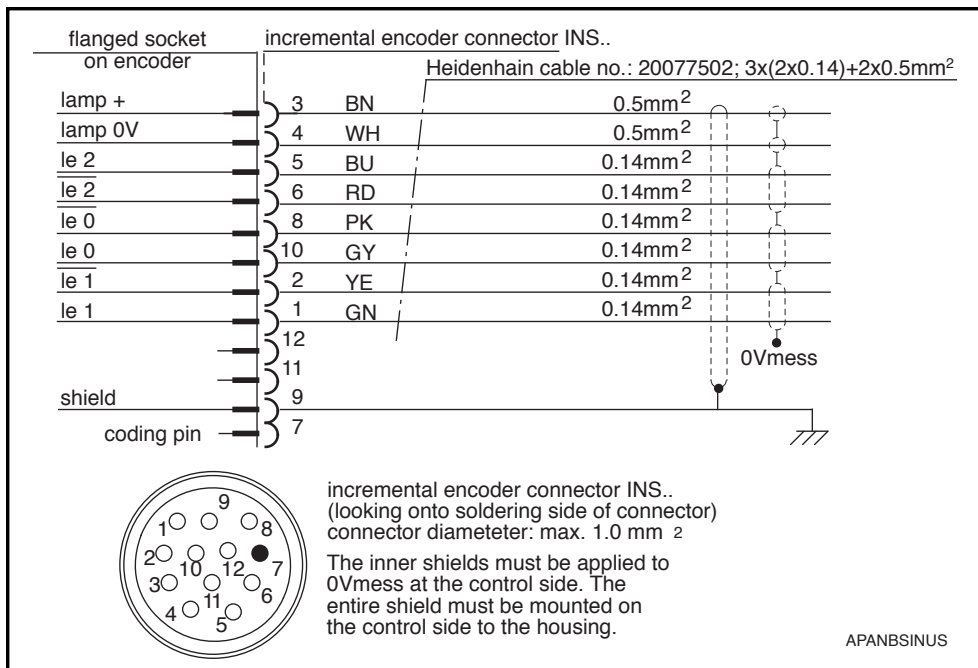 flanged socket
on encoder
incremental encoder connector INS..
Heidenhain cable no.: 20077502; 3x(2x0.14)+2x0.5mm²
lamp + 3 BN 0.5mm²
lamp 0V 4 WH 0.5mm²
le 2 5 BU 0.14mm²
l̅e̅ ̅2̅ 6 RD 0.14mm²
l̅e̅ ̅0̅ 8 PK 0.14mm²
le 0 10 GY 0.14mm²
l̅e̅ ̅1̅ 2 YE 0.14mm²
le 1 1 GN 0.14mm²
12
0Vmess
11
shield 9
coding pin 7
incremental encoder connector INS..
(looking onto soldering side of connector)
connector diameteter: max. 1.0 mm 2
The inner shields must be applied to
0Vmess at the control side. The
entire shield must be mounted on
the control side to the housing.
9
1 8
2 10 12 7
3 11 6
4 5
APANBSINUS